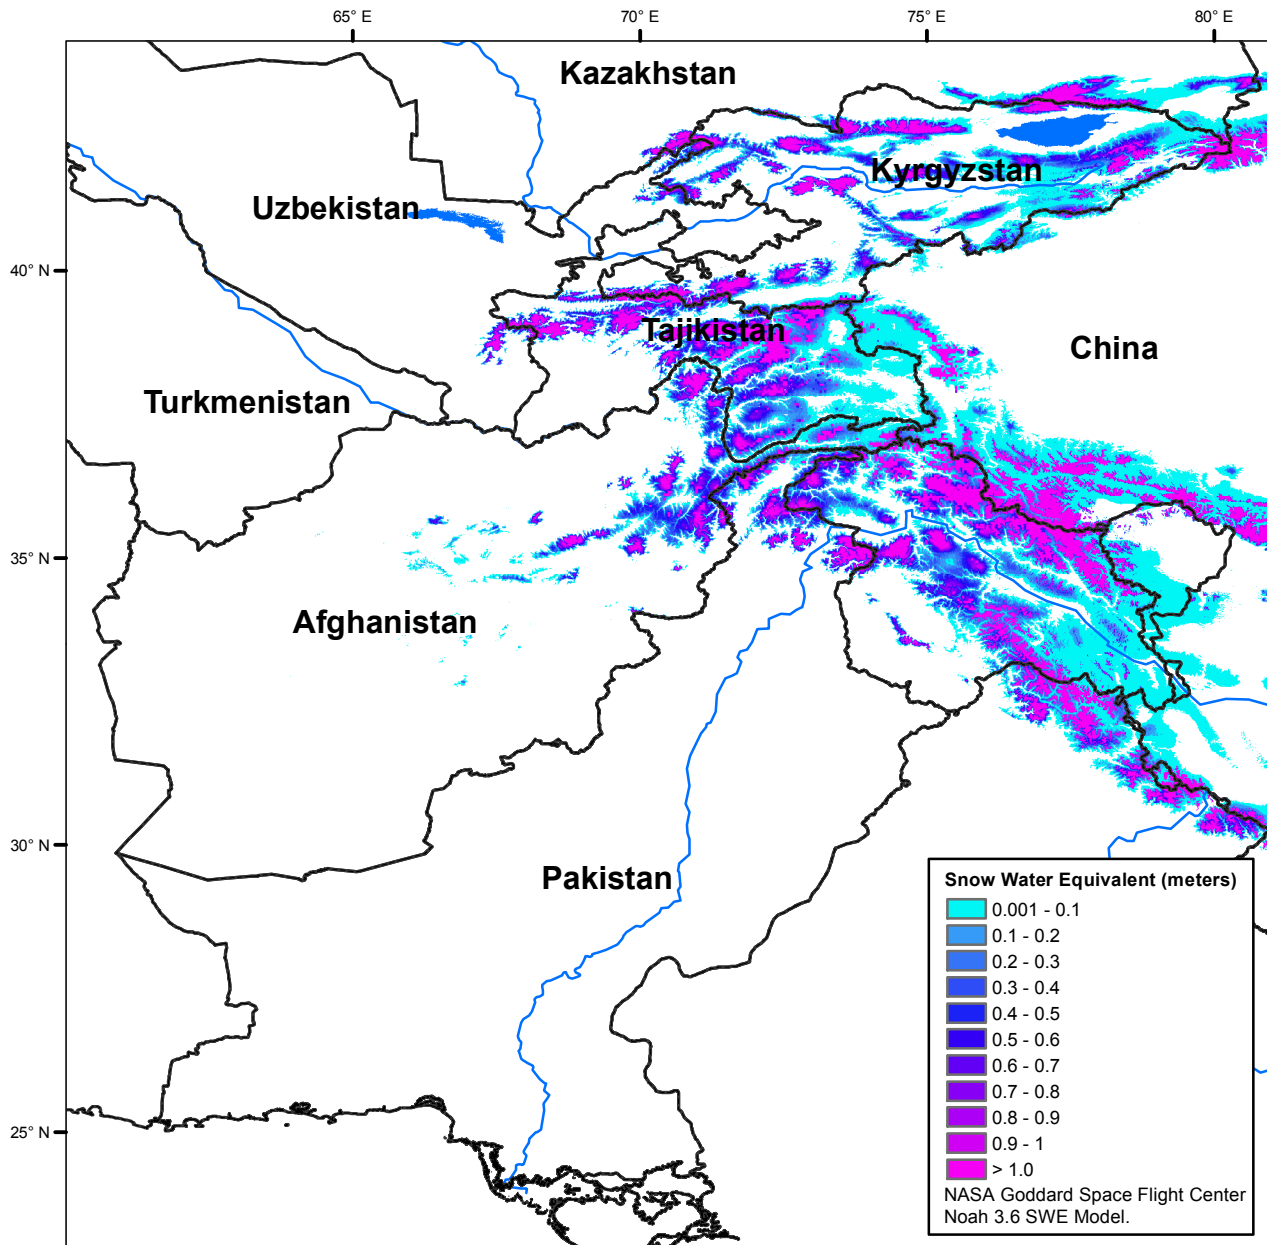 65° E
70° E
75° E
80° E
Kazakhstan
Kyrgyzstan
Uzbekistan
40° N
Tajikistan
China
Turkmenistan
35° N
Afghanistan
30° N
Pakistan
25° N
Snow Water Equivalent (meters)
0.001 - 0.1
0.1 - 0.2
0.2 - 0.3
0.3 - 0.4
0.4 - 0.5
0.5 - 0.6
0.6 - 0.7
0.7 - 0.8
0.8 - 0.9
0.9 - 1
> 1.0
NASA Goddard Space Flight Center
Noah 3.6 SWE Model.